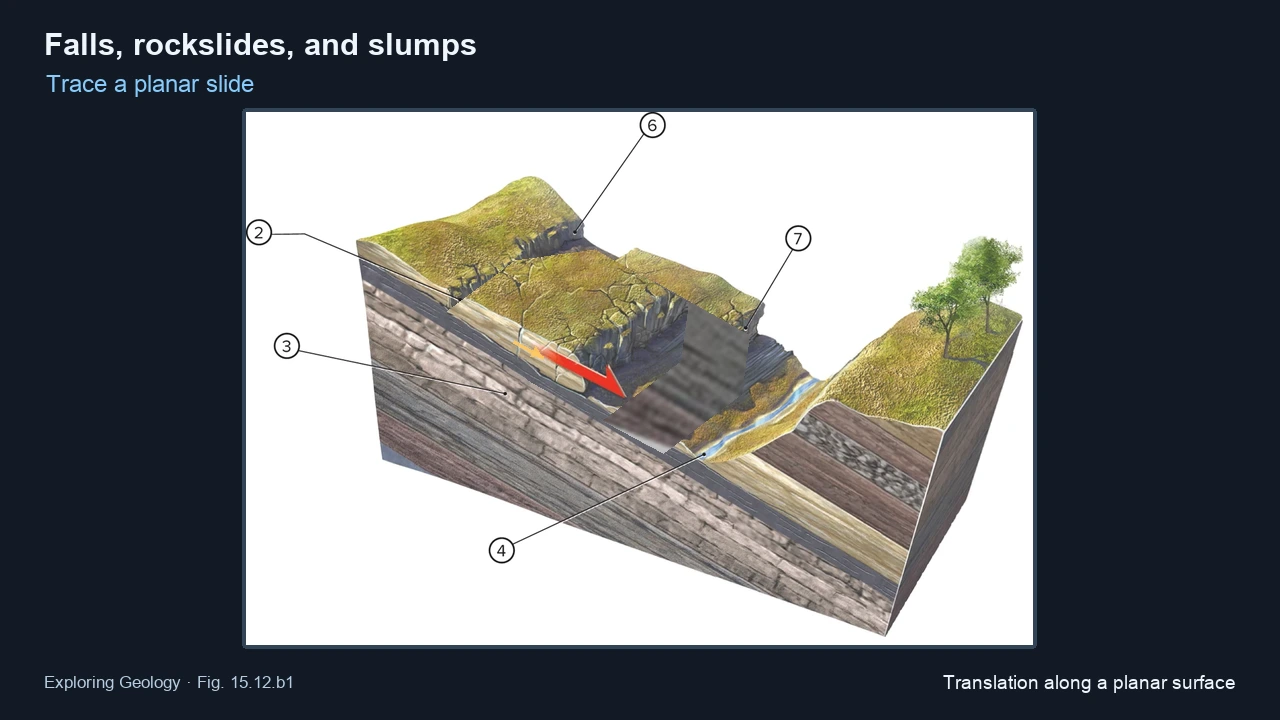 Falls, rockslides, and slumps
Trace a planar slide
6
2
7
3
4
Exploring Geology · Fig. 15.12.b1
Translation along a planar surface